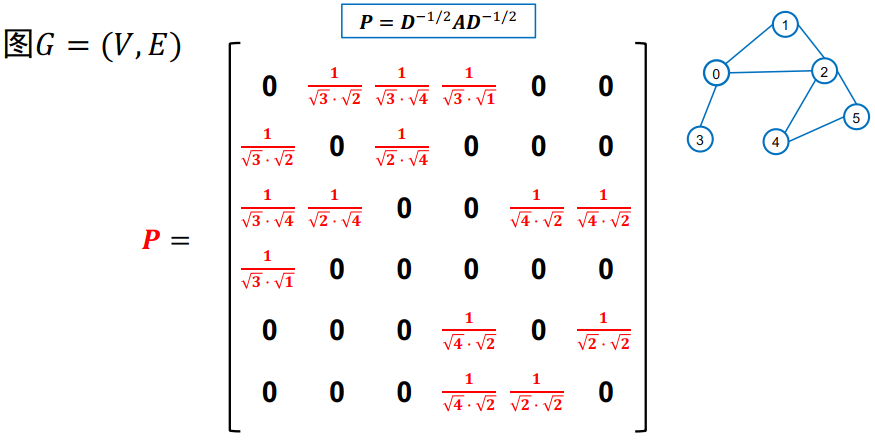 P = D^{-1/2}AD^{-1/2}
图G = (V, E)
P =
0 1/(√3·√2) 1/(√3·√4) 1/(√3·√1) 0 0
1/(√3·√2) 0 1/(√2·√4) 0 0 0
1/(√3·√4) 1/(√2·√4) 0 0 1/(√4·√2) 1/(√4·√2)
1/(√3·√1) 0 0 0 0 0
0 0 0 1/(√4·√2) 0 1/(√2·√2)
0 0 0 1/(√4·√2) 1/(√2·√2) 0
1
0
2
3
4
5